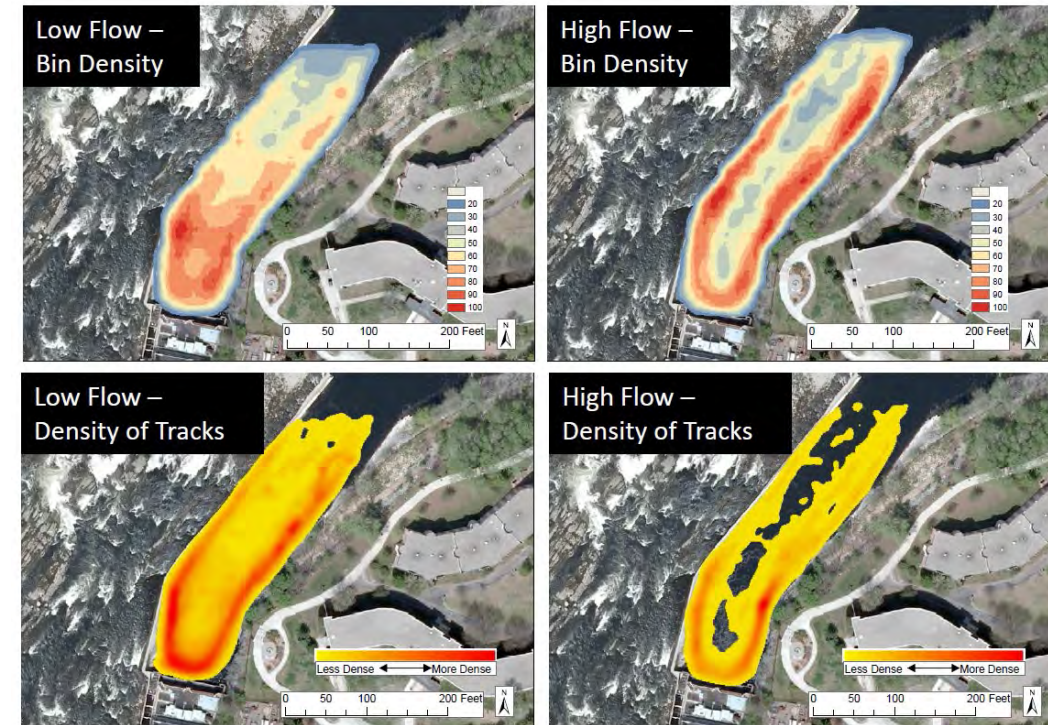 Low Flow –
Bin Density
20
30
40
50
60
70
80
90
100
0 50 100 200 Feet
N
High Flow –
Bin Density
20
30
40
50
60
70
80
90
100
0 50 100 200 Feet
N
Low Flow –
Density of Tracks
Less Dense More Dense
0 50 100 200 Feet
N
High Flow –
Density of Tracks
Less Dense More Dense
0 50 100 200 Feet
N